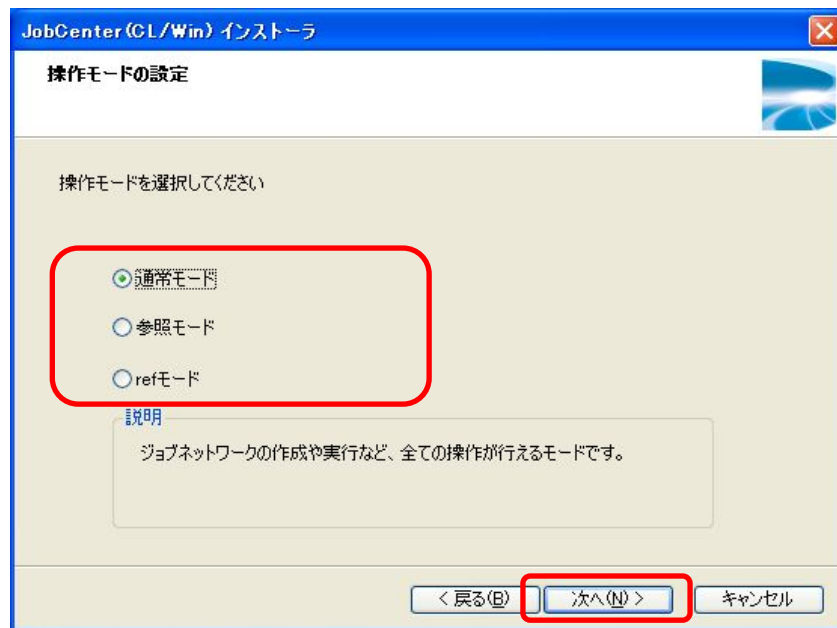 JobCenter(CL/Win) インストーラ
操作モードの設定
操作モードを選択してください
通常モード
参照モード
refモード
説明
ジョブネットワークの作成や実行など、全ての操作が行えるモードです。
< 戻る(B) 次へ(N) > キャンセル